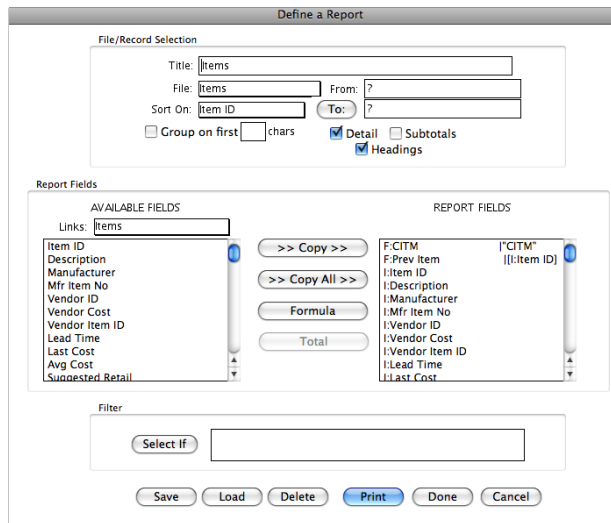 Define a Report
File/Record Selection
Title: Items
File: Items From: ?
Sort On: Item ID To: ?
Group on first chars Detail Subtotals
Headings
Report Fields
AVAILABLE FIELDS REPORT FIELDS
Links: Items
Item ID
Description
Manufacturer
Mfr Item No
Vendor ID
Vendor Cost
Vendor Item ID
Lead Time
Last Cost
Avg Cost
Suggested Retail
>> Copy >>
>> Copy All >>
Formula
Total
F:CITM |"CITM"
F:Prev Item |[I:Item ID]
I:Item ID
I:Description
I:Manufacturer
I:Mfr Item No
I:Vendor ID
I:Vendor Cost
I:Vendor Item ID
I:Lead Time
I:Last Cost
Filter
Select If
Save Load Delete Print Done Cancel